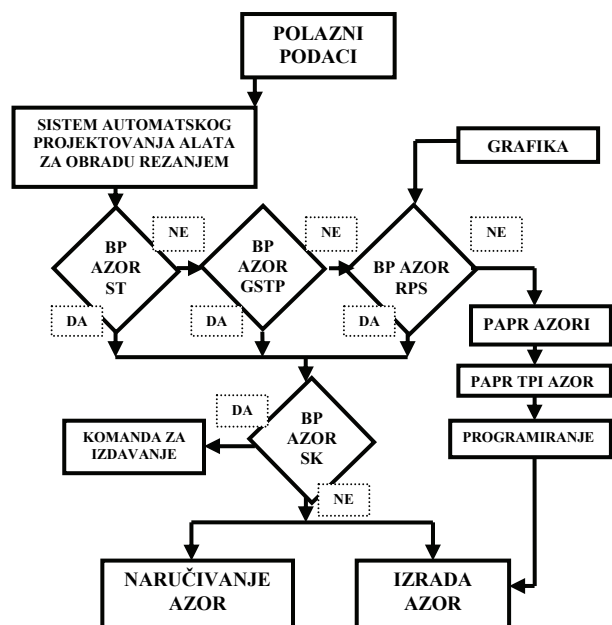 POLAZNI
PODACI
SISTEM AUTOMATSKOG
PROJEKTOVANJA ALATA
ZA OBRADU REZANJEM
GRAFIKA
BP
AZOR
ST
NE
BP
AZOR
GSTP
NE
BP AZOR
RPS
NE
DA
DA
DA
PAPR AZORI
PAPR TPI AZOR
PROGRAMIRANJE
DA
BP
AZOR
SK
KOMANDA ZA
IZDAVANJE
NE
NARUČIVANJE
AZOR
IZRADA
AZOR